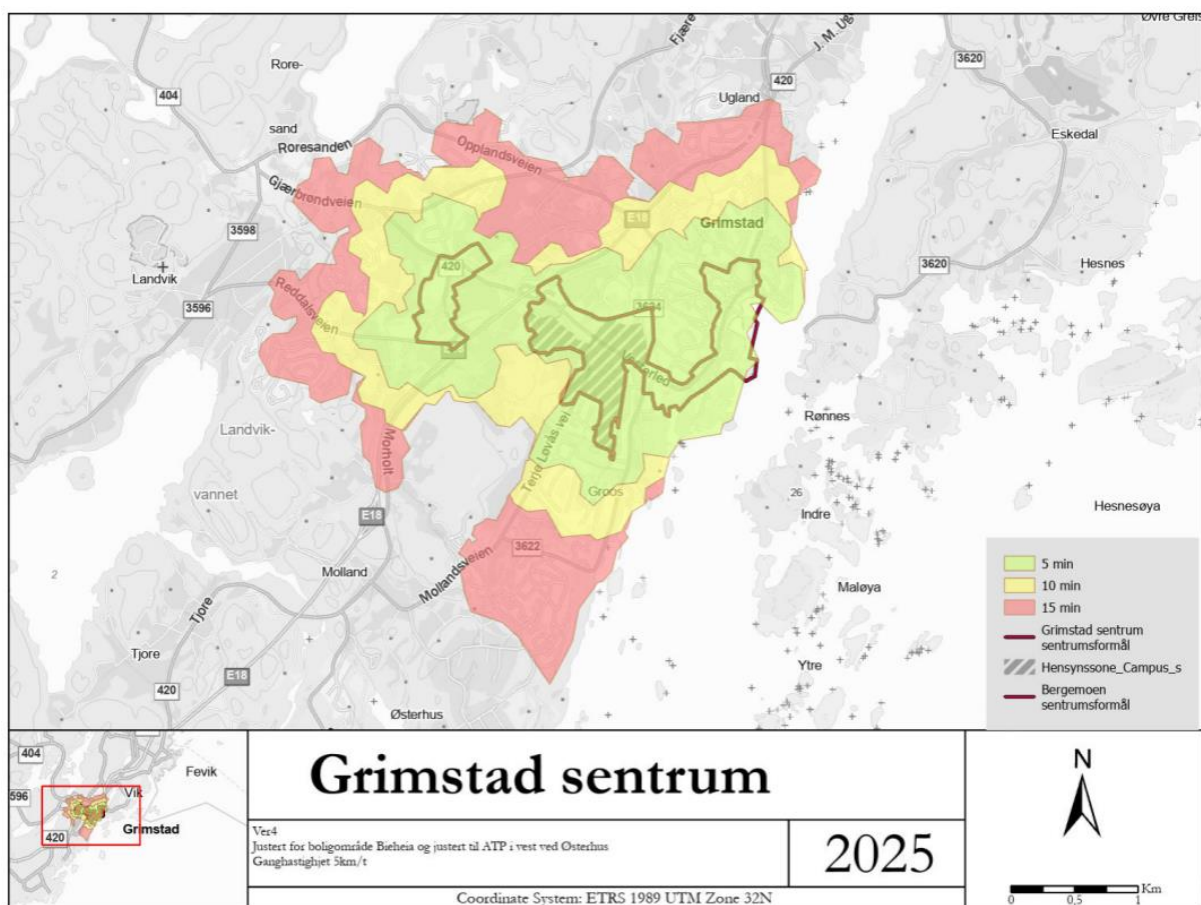 Øvre Greis
3620
Fjære
J. M. Ugl
Rore-
420
404
Ugland
Eskedal
sand
Roresanden
Opplandsveien
Gjærbrøndveien
E18
Grimstad
3598
Landvik
420
3620
Hesnes
3596
Reddalsveien
Vesterled
Rønnes
Landvik-
Morholt
Terje Løvås vei
vannet
Groos
26
Indre
Hesnesøya
E18
3622
2
Molland
Mollandsveien
Maløya
Tjore
Tjore
E18
Ytre
420
Østerhus
5 min
10 min
15 min
Grimstad sentrum
sentrumsformål
Hensynssone_Campus_s
Bergemoen
sentrumsformål
404
Fevik
596
Vik
Grimstad
420
Grimstad sentrum
Ver4
Justert for boligområde Bieheia og justert til ATP i vest ved Østerhus
Ganghastighjet 5km/t
2025
Coordinate System: ETRS 1989 UTM Zone 32N
N
Km
0 0,5 1